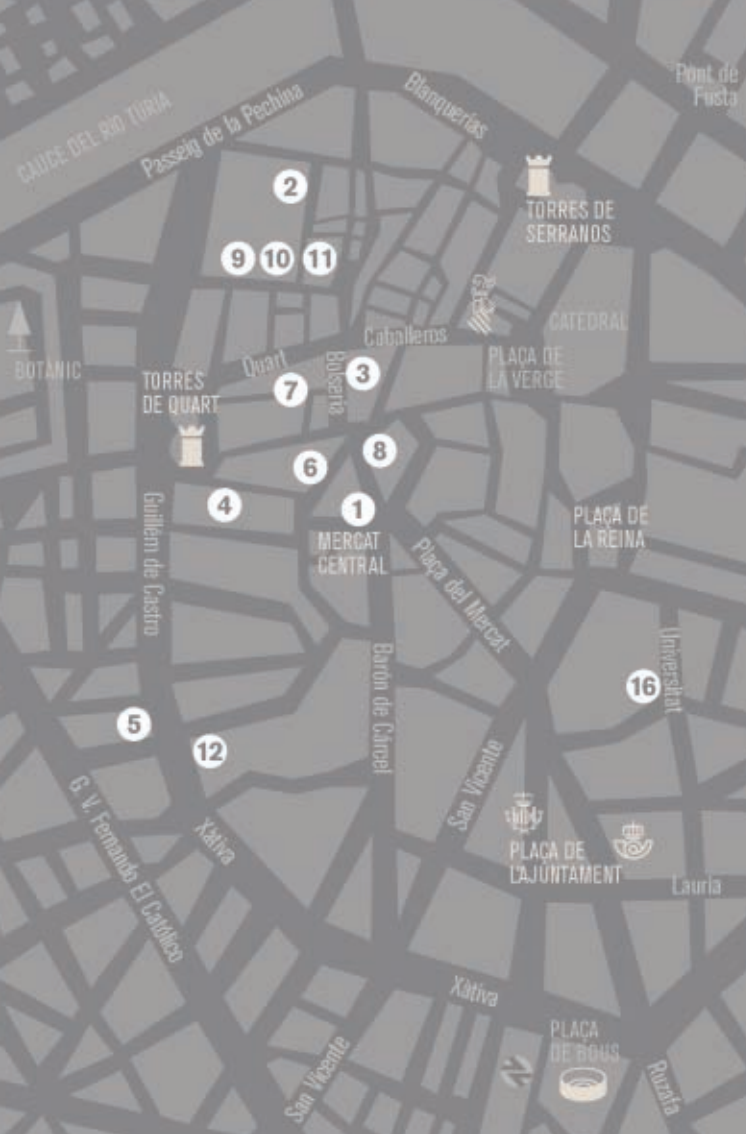 Pont de
Fusta
Blanquerías
CAUCE DEL RIO TURIA
Passeig de la Pechina
2
TORRES DE
SERRANOS
9 10 11
CATEDRAL
Caballeros
BOTÀNIC
Quart
Bolsería
3
PLAÇA DE
LA VERGE
TORRES
DE QUART
7
8
6
4
1
Guillém de Castro
MERCAT
CENTRAL
PLAÇA DE
LA REINA
Plaça del Mercat
Universitat
16
Barón de Cárcel
5
12
San Vicente
G. V. Fernando El Católico
Xàtiva
PLAÇA DE
L'AJUNTAMENT
Lauria
Xàtiva
PLAÇA
DE BOUS
San Vicente
Ruzafa